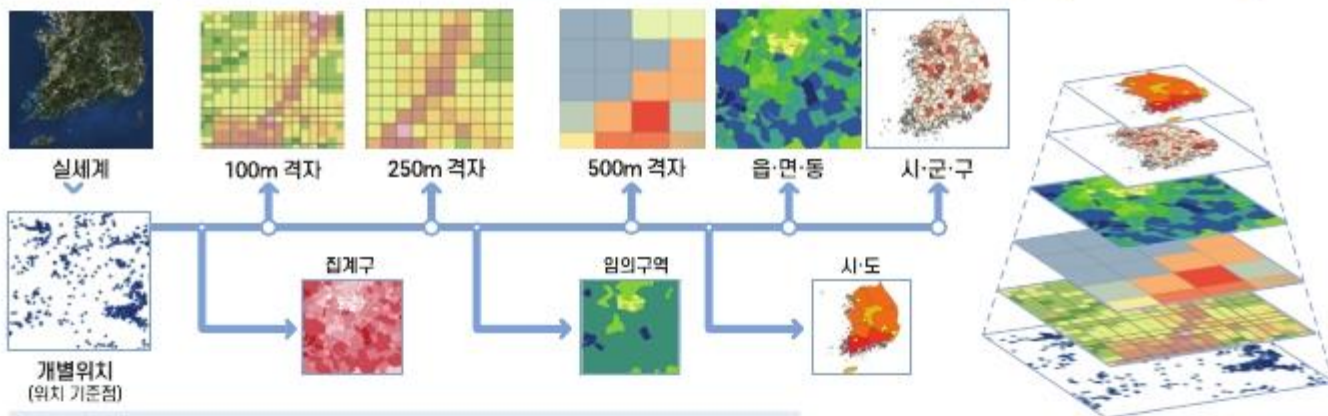 실세계
100m 격자
250m 격자
500m 격자
읍·면·동
시·군·구
집계구
임의구역
시·도
개별위치
(위치 기준점)